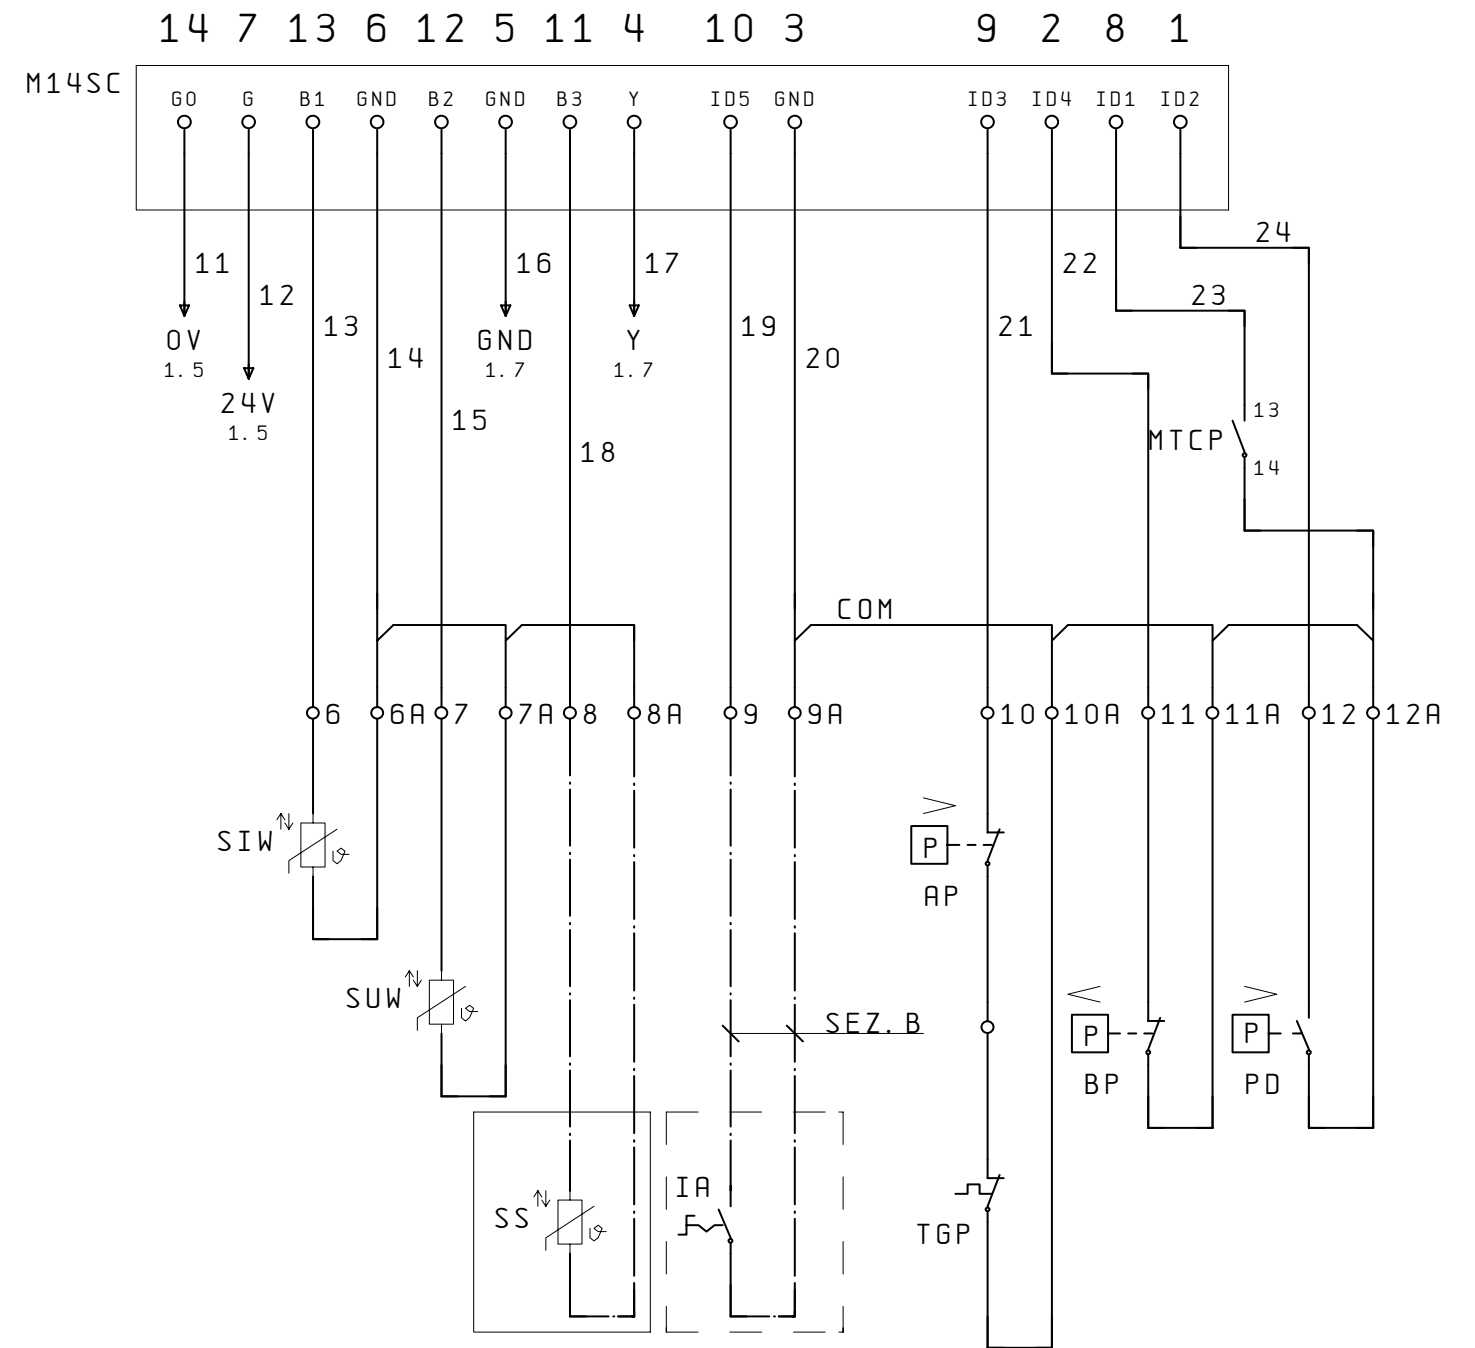 14 7 13 6 12 5 11 4 10 3 9 2 8 1
M14SC
G0 G B1 GND B2 GND B3 Y ID5 GND ID3 ID4 ID1 ID2
24
11 16 17 22
12 23
13 19 21
0V GND Y
14 20
1.5 1.7 1.7
24V
13
15
1.5
MTCP
18
14
COM
6 6A 7 7A 8 8A 9 9A 10 10A 11 11A 12 12A
>
SIW ϑ
P
AP
< >
SUW ϑ
SEZ.B
P P
BP PD
IA
SS ϑ
TGP